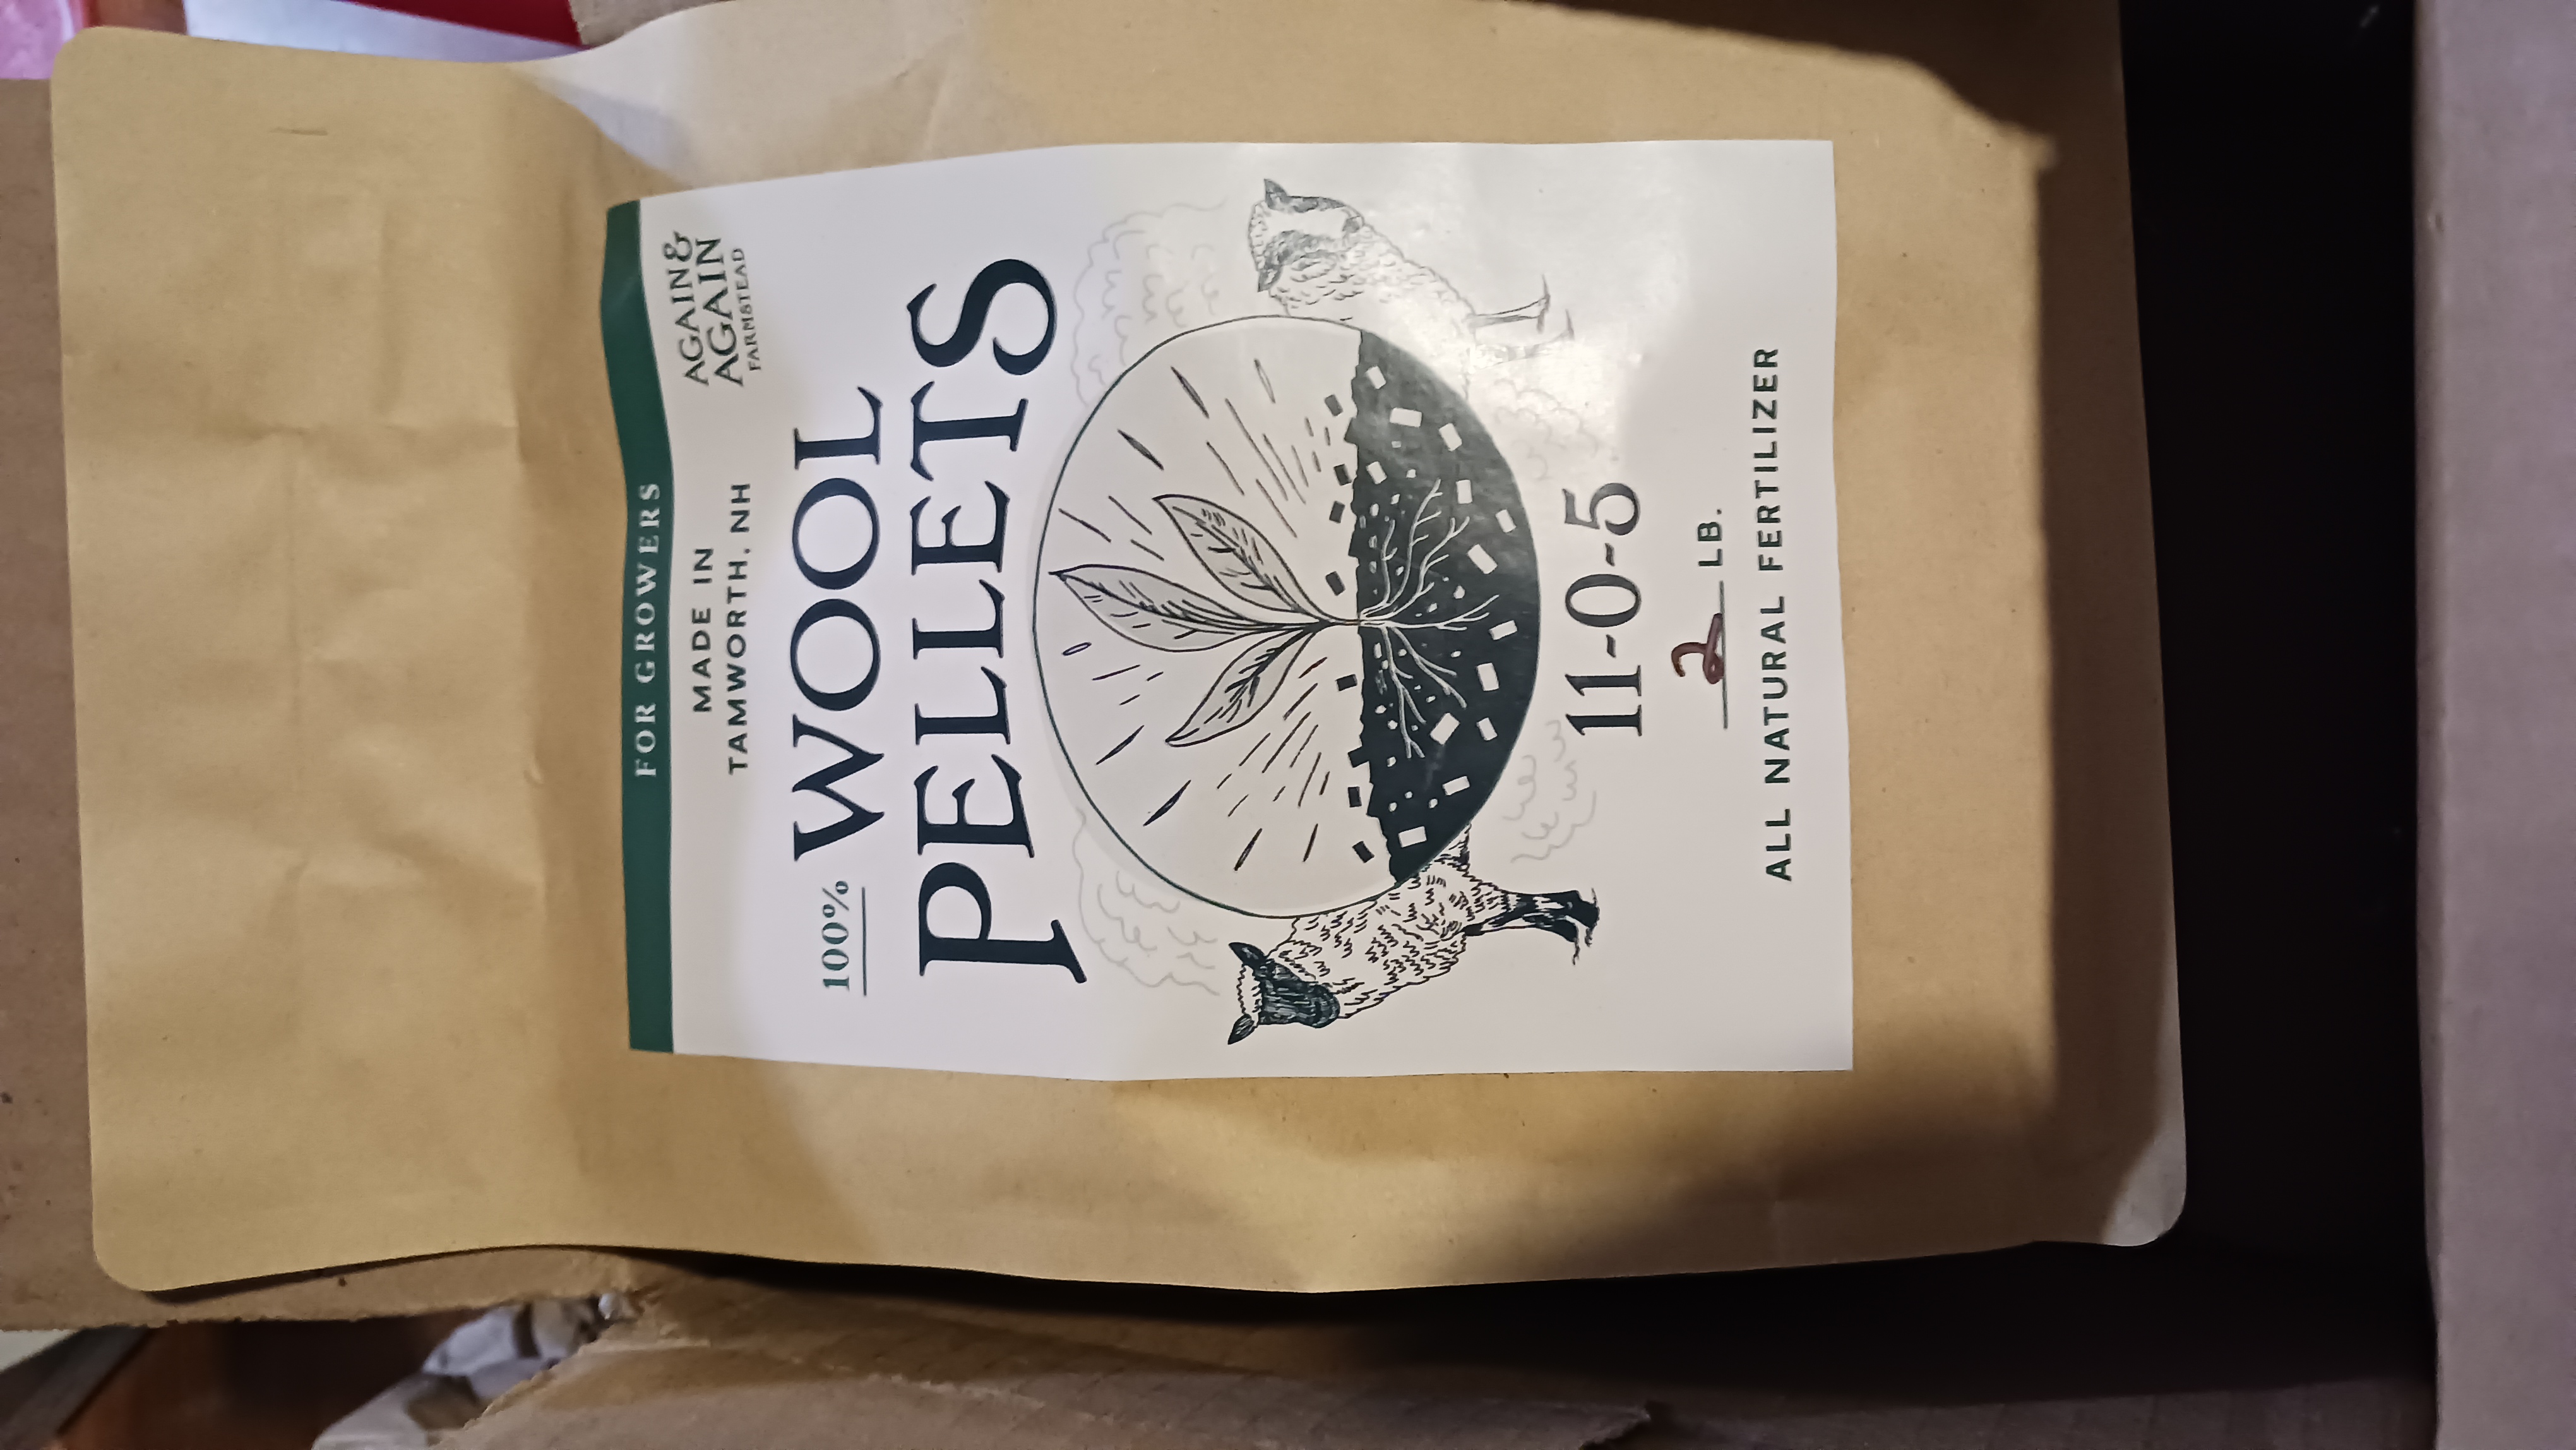 FOR GROWERS
MADE IN
TAMWORTH, NH
AGAIN&
AGAIN
FARMSTEAD
100% WOOL
PELLETS
11-0-5
2 LB.
ALL NATURAL FERTILIZER